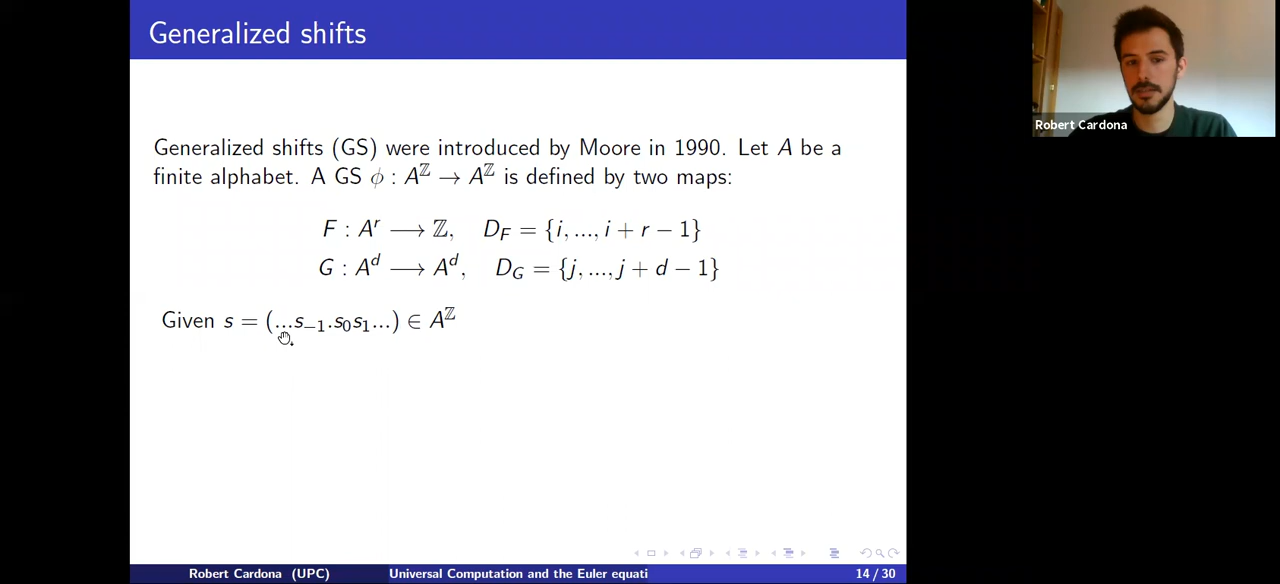 Generalized shifts
Robert Cardona
Generalized shifts (GS) were introduced by Moore in 1990. Let A be a
finite alphabet. A GS ϕ : A^ℤ → A^ℤ is defined by two maps:
F : A^r ⟶ ℤ, D_F = {i, ..., i + r − 1}
G : A^d ⟶ A^d, D_G = {j, ..., j + d − 1}
Given s = (...s_{−1}.s_0s_1...) ∈ A^ℤ
Robert Cardona (UPC) Universal Computation and the Euler equati 14 / 30